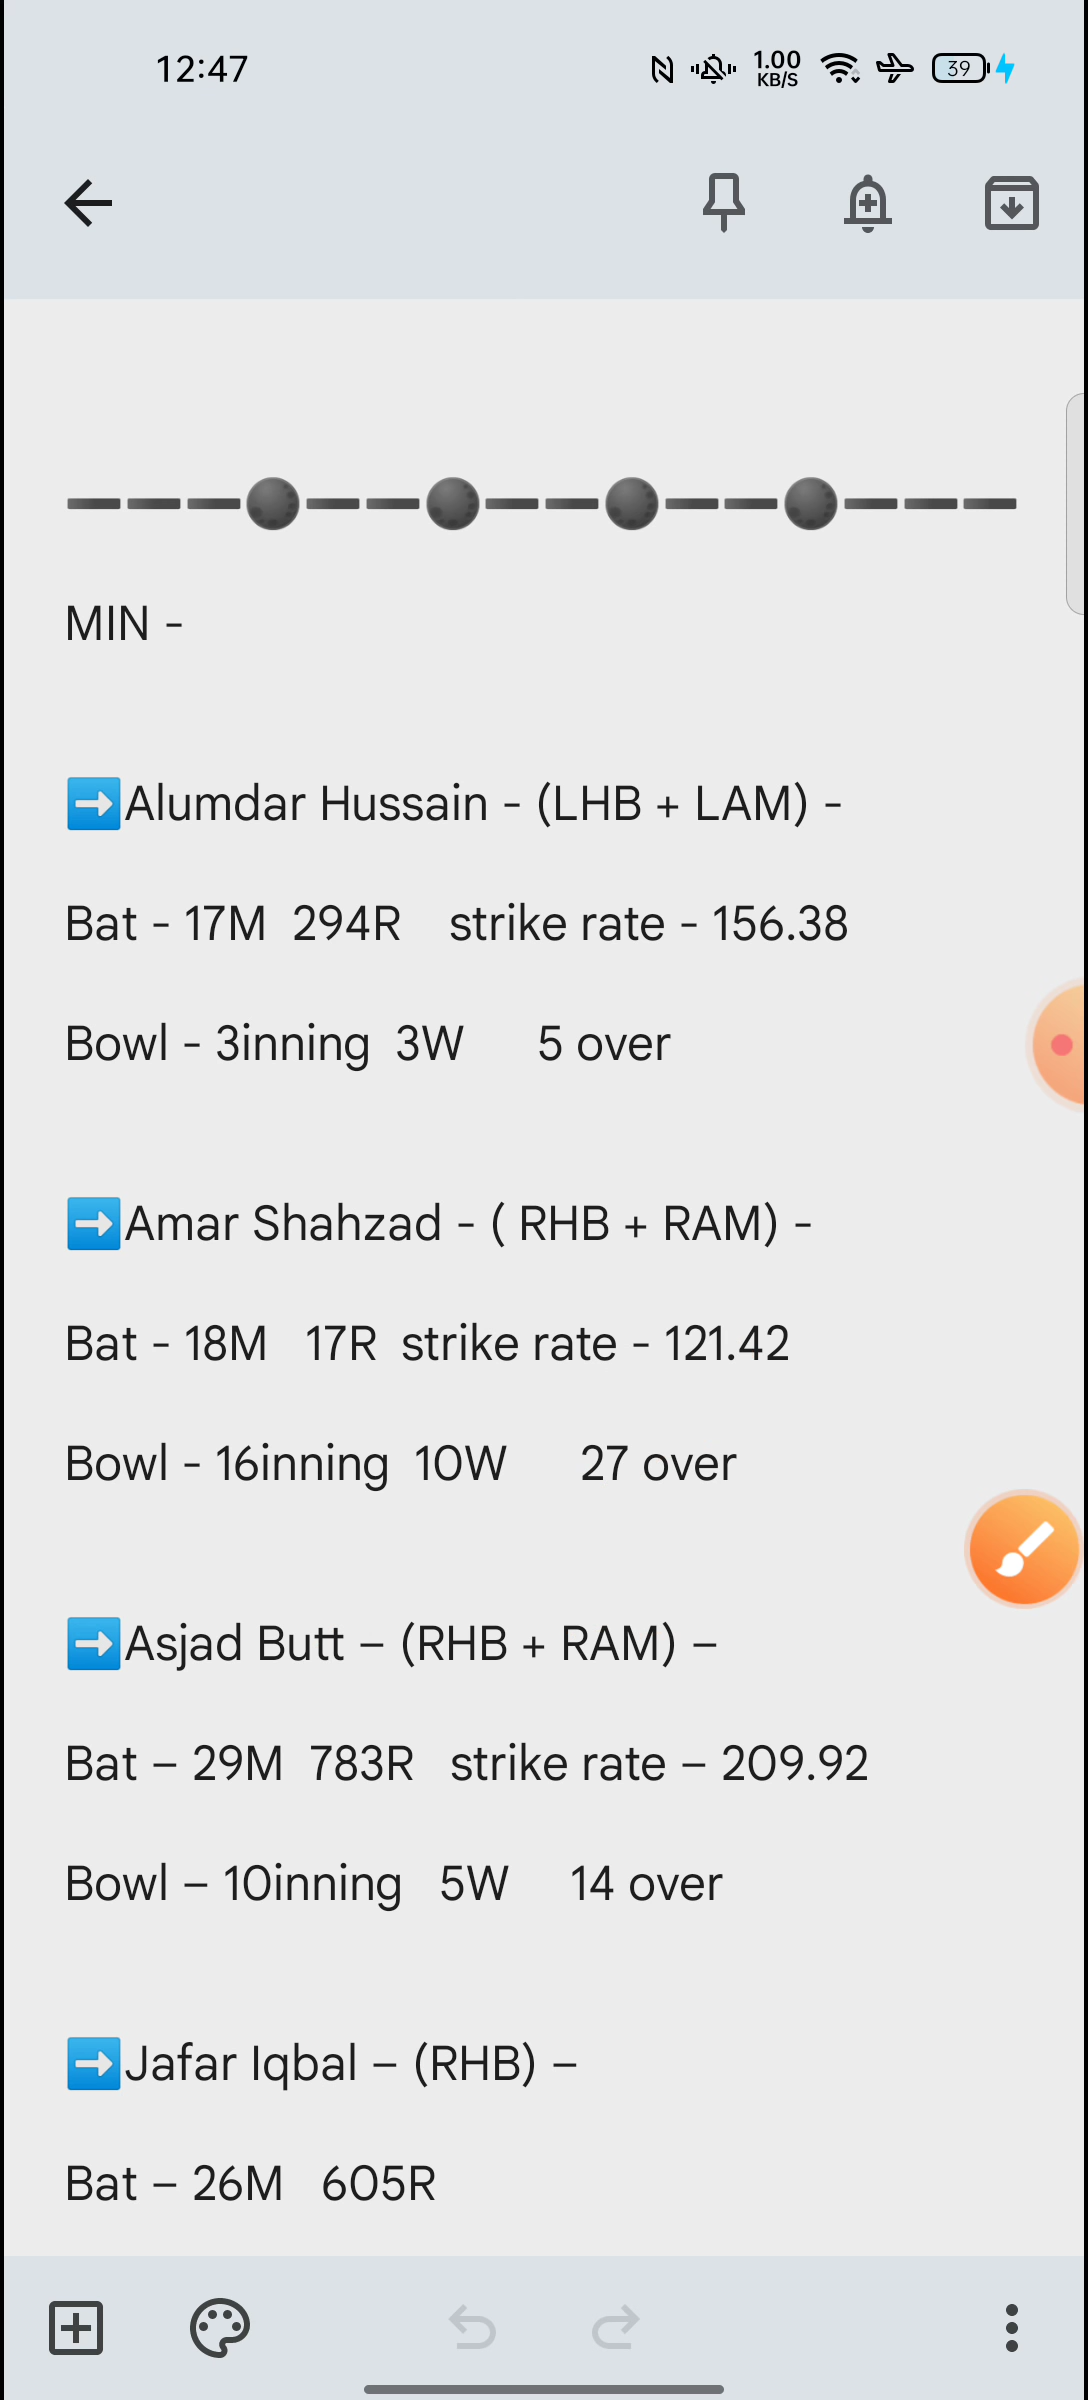 12:47
1.00
KB/S
39
MIN -
➡️Alumdar Hussain - (LHB + LAM) -
Bat - 17M  294R    strike rate - 156.38
Bowl - 3inning  3W      5 over
➡️Amar Shahzad - ( RHB + RAM) -
Bat - 18M   17R  strike rate - 121.42
Bowl - 16inning  10W      27 over
➡️Asjad Butt – (RHB + RAM) –
Bat – 29M  783R   strike rate – 209.92
Bowl – 10inning   5W     14 over
➡️Jafar Iqbal – (RHB) –
Bat – 26M   605R